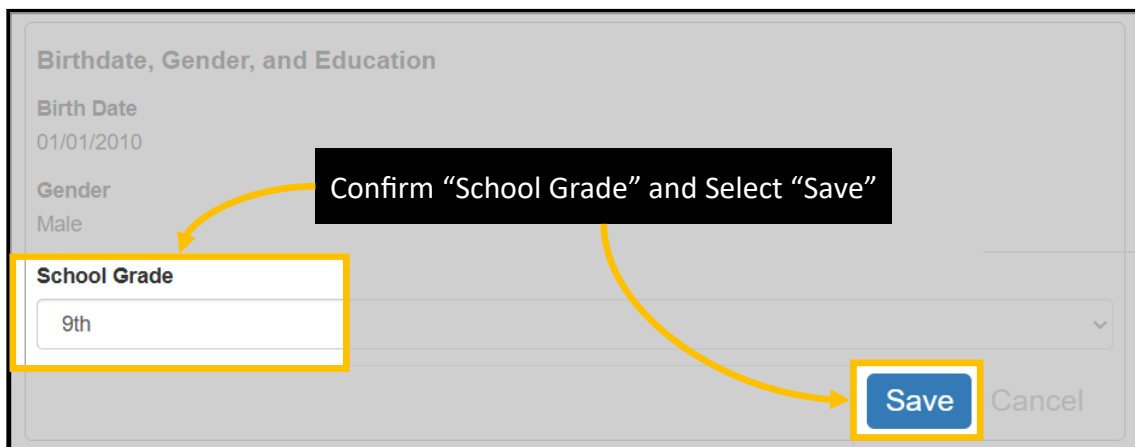 Birthdate, Gender, and Education
Birth Date
01/01/2010
Confirm “School Grade” and Select “Save”
Gender
Male
School Grade
9th
Save Cancel